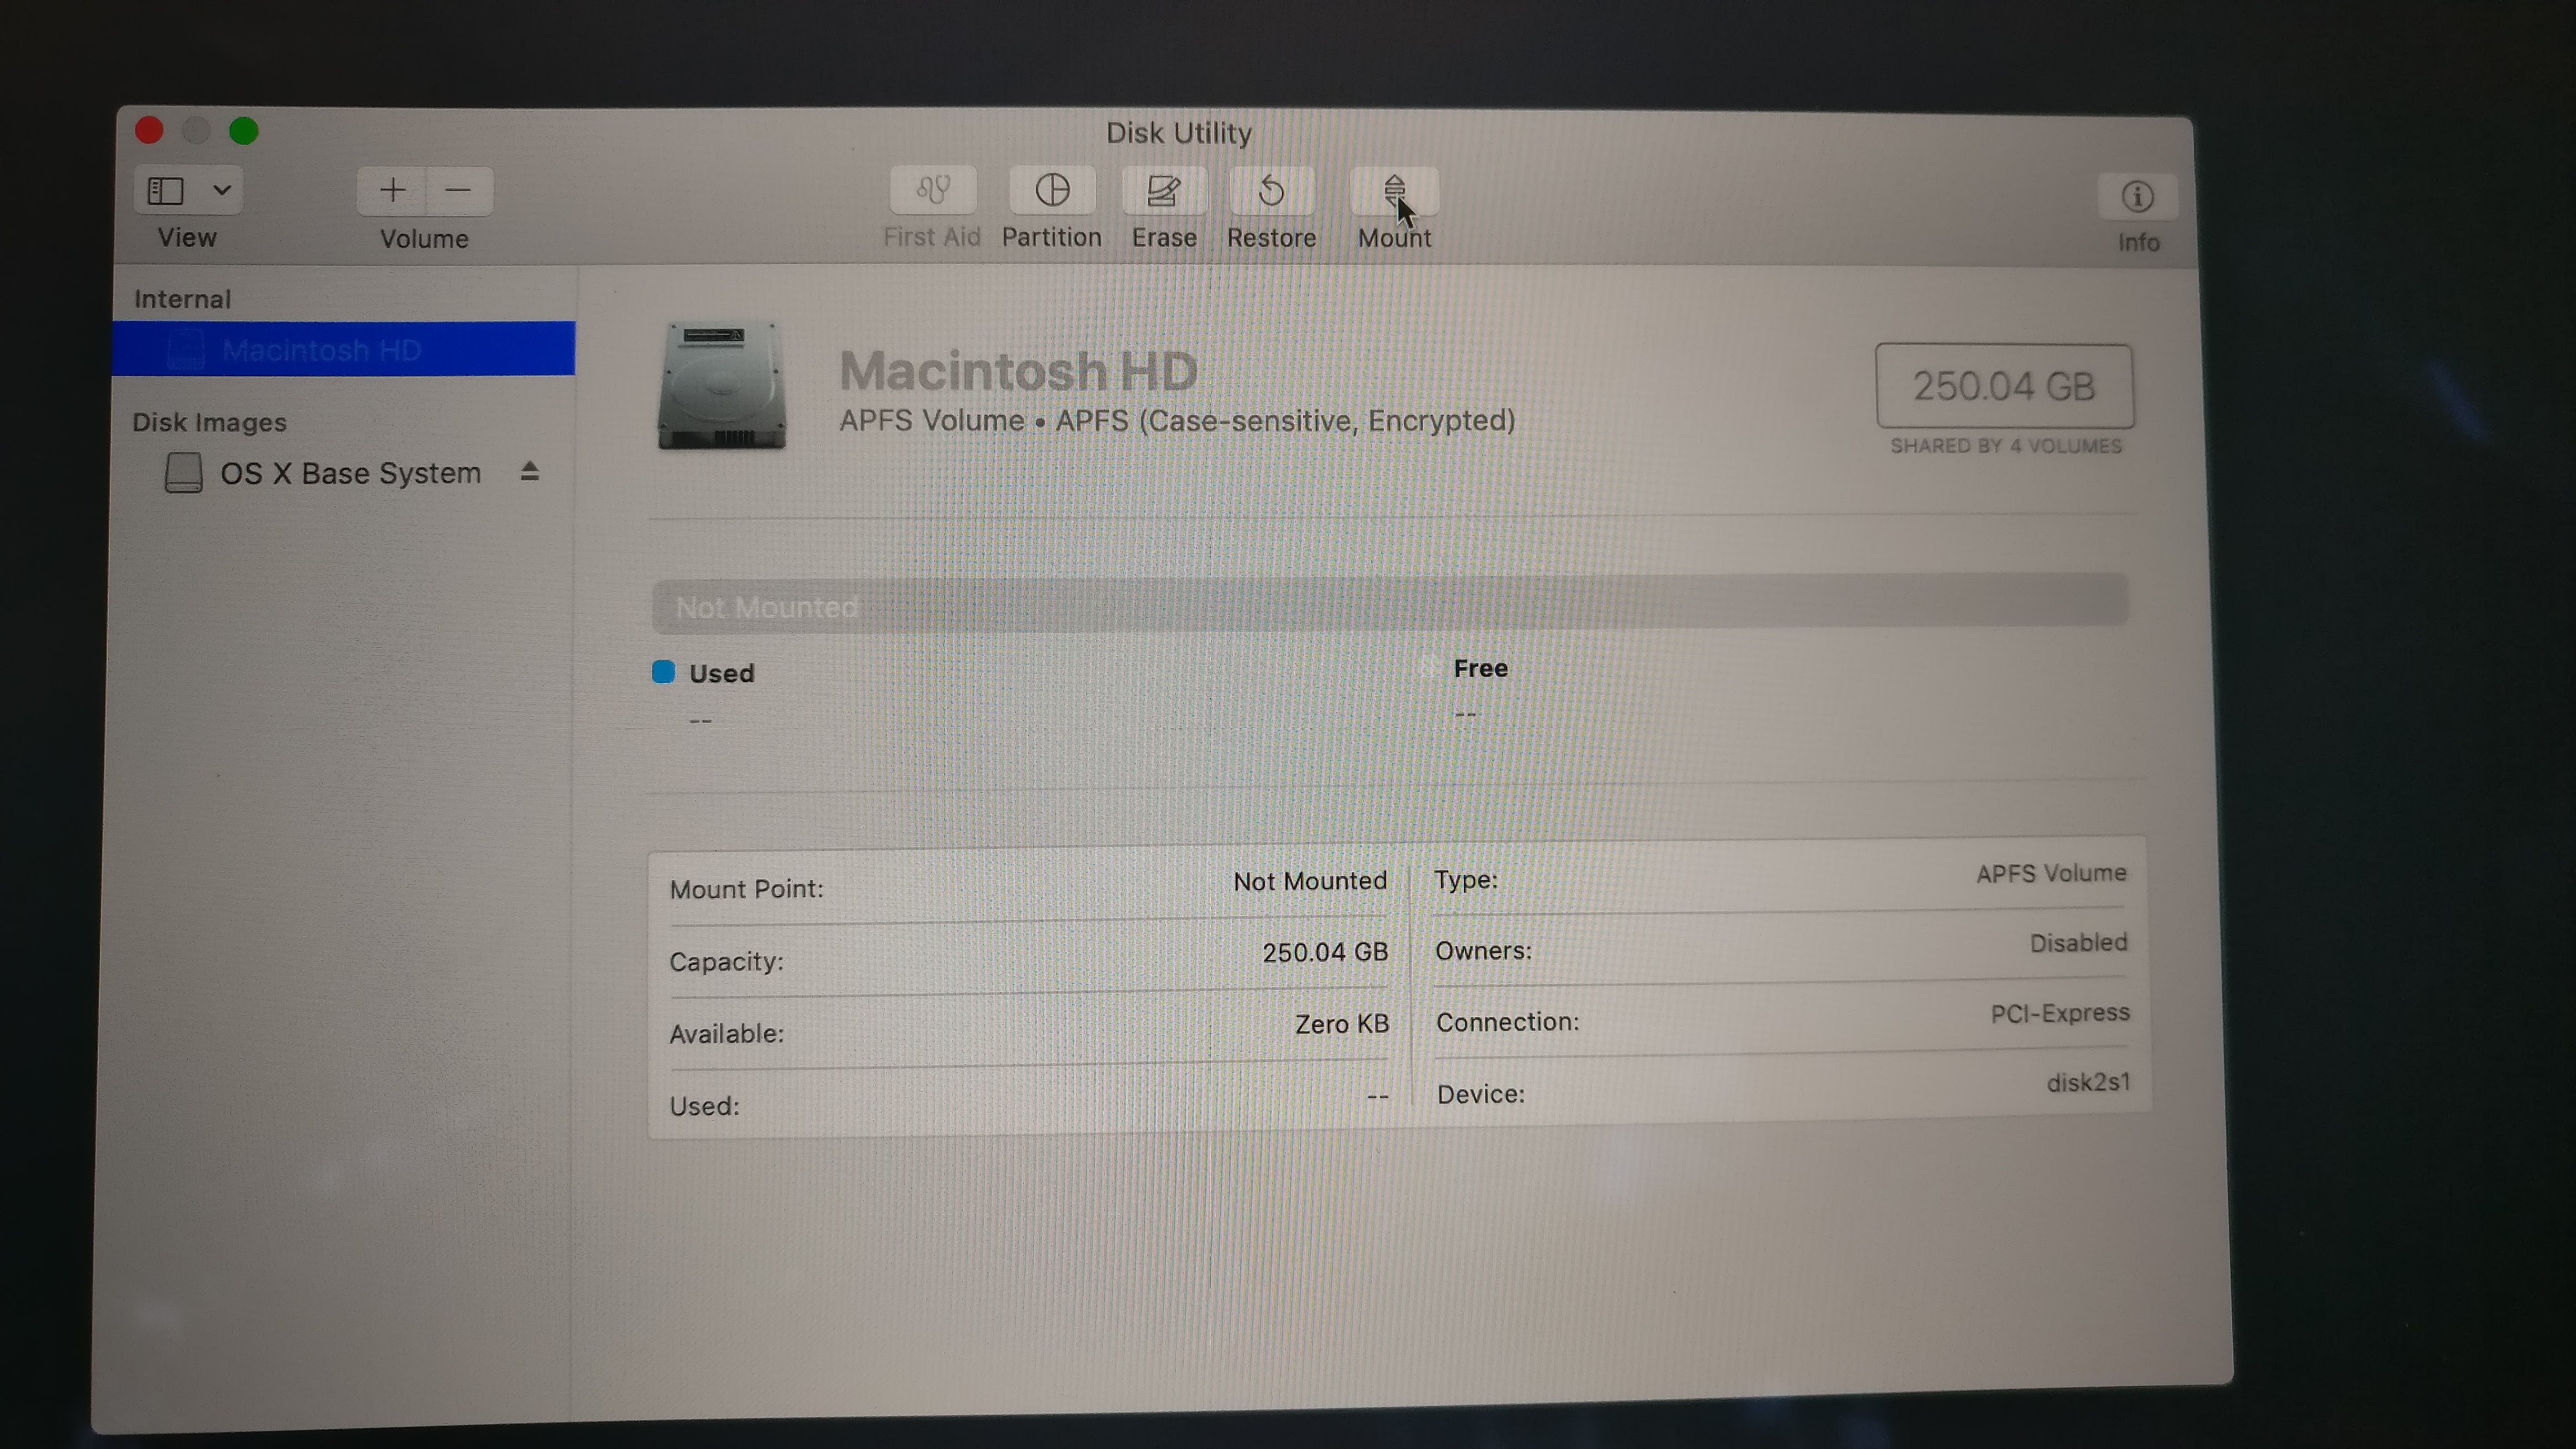 Disk Utility
View
Volume
First Aid
Partition
Erase
Restore
Mount
Info
Internal
Macintosh HD
Disk Images
OS X Base System
Macintosh HD
APFS Volume • APFS (Case-sensitive, Encrypted)
250.04 GB
SHARED BY 4 VOLUMES
Not Mounted
Used
--
Free
--
Mount Point: Not Mounted
Capacity: 250.04 GB
Available: Zero KB
Used: --
Type: APFS Volume
Owners: Disabled
Connection: PCI-Express
Device: disk2s1